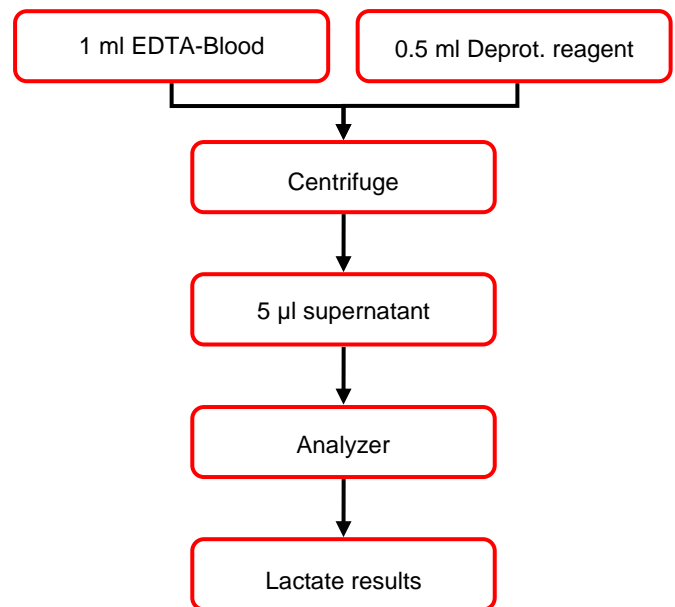 1 ml EDTA-Blood
0.5 ml Deprot. reagent
Centrifuge
5 µl supernatant
Analyzer
Lactate results